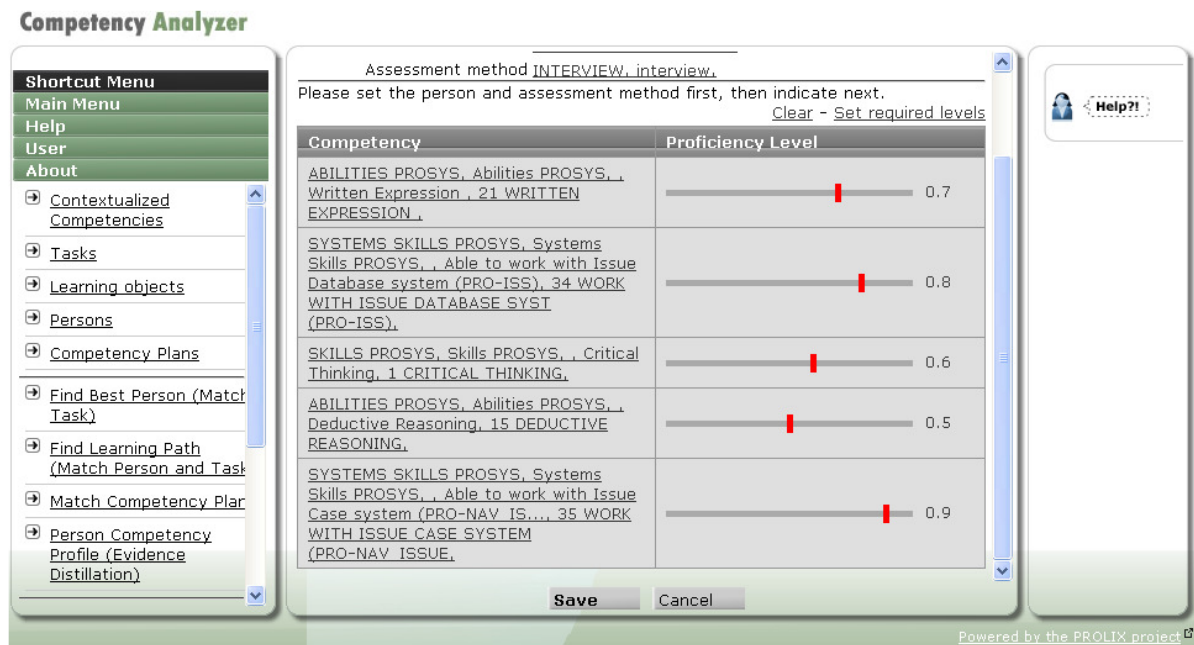 Competency Analyzer
Shortcut Menu
Main Menu
Help
User
About
Contextualized
Competencies
Tasks
Learning objects
Persons
Competency Plans
Find Best Person (Match
Task)
Find Learning Path
(Match Person and Task
Match Competency Plan
Person Competency
Profile (Evidence
Distillation)
Assessment method INTERVIEW, interview,
Please set the person and assessment method first, then indicate next.
Clear - Set required levels
Competency Proficiency Level
ABILITIES PROSYS, Abilities PROSYS, ,
Written Expression , 21 WRITTEN
EXPRESSION ,
0.7
SYSTEMS SKILLS PROSYS, Systems
Skills PROSYS, , Able to work with Issue
Database system (PRO-ISS), 34 WORK
WITH ISSUE DATABASE SYST
(PRO-ISS),
0.8
SKILLS PROSYS, Skills PROSYS, , Critical
Thinking, 1 CRITICAL THINKING,
0.6
ABILITIES PROSYS, Abilities PROSYS, ,
Deductive Reasoning, 15 DEDUCTIVE
REASONING,
0.5
SYSTEMS SKILLS PROSYS, Systems
Skills PROSYS, , Able to work with Issue
Case system (PRO-NAV_IS..., 35 WORK
WITH ISSUE CASE SYSTEM
(PRO-NAV_ISSUE,
0.9
Save Cancel
Help?!
Powered by the PROLIX project